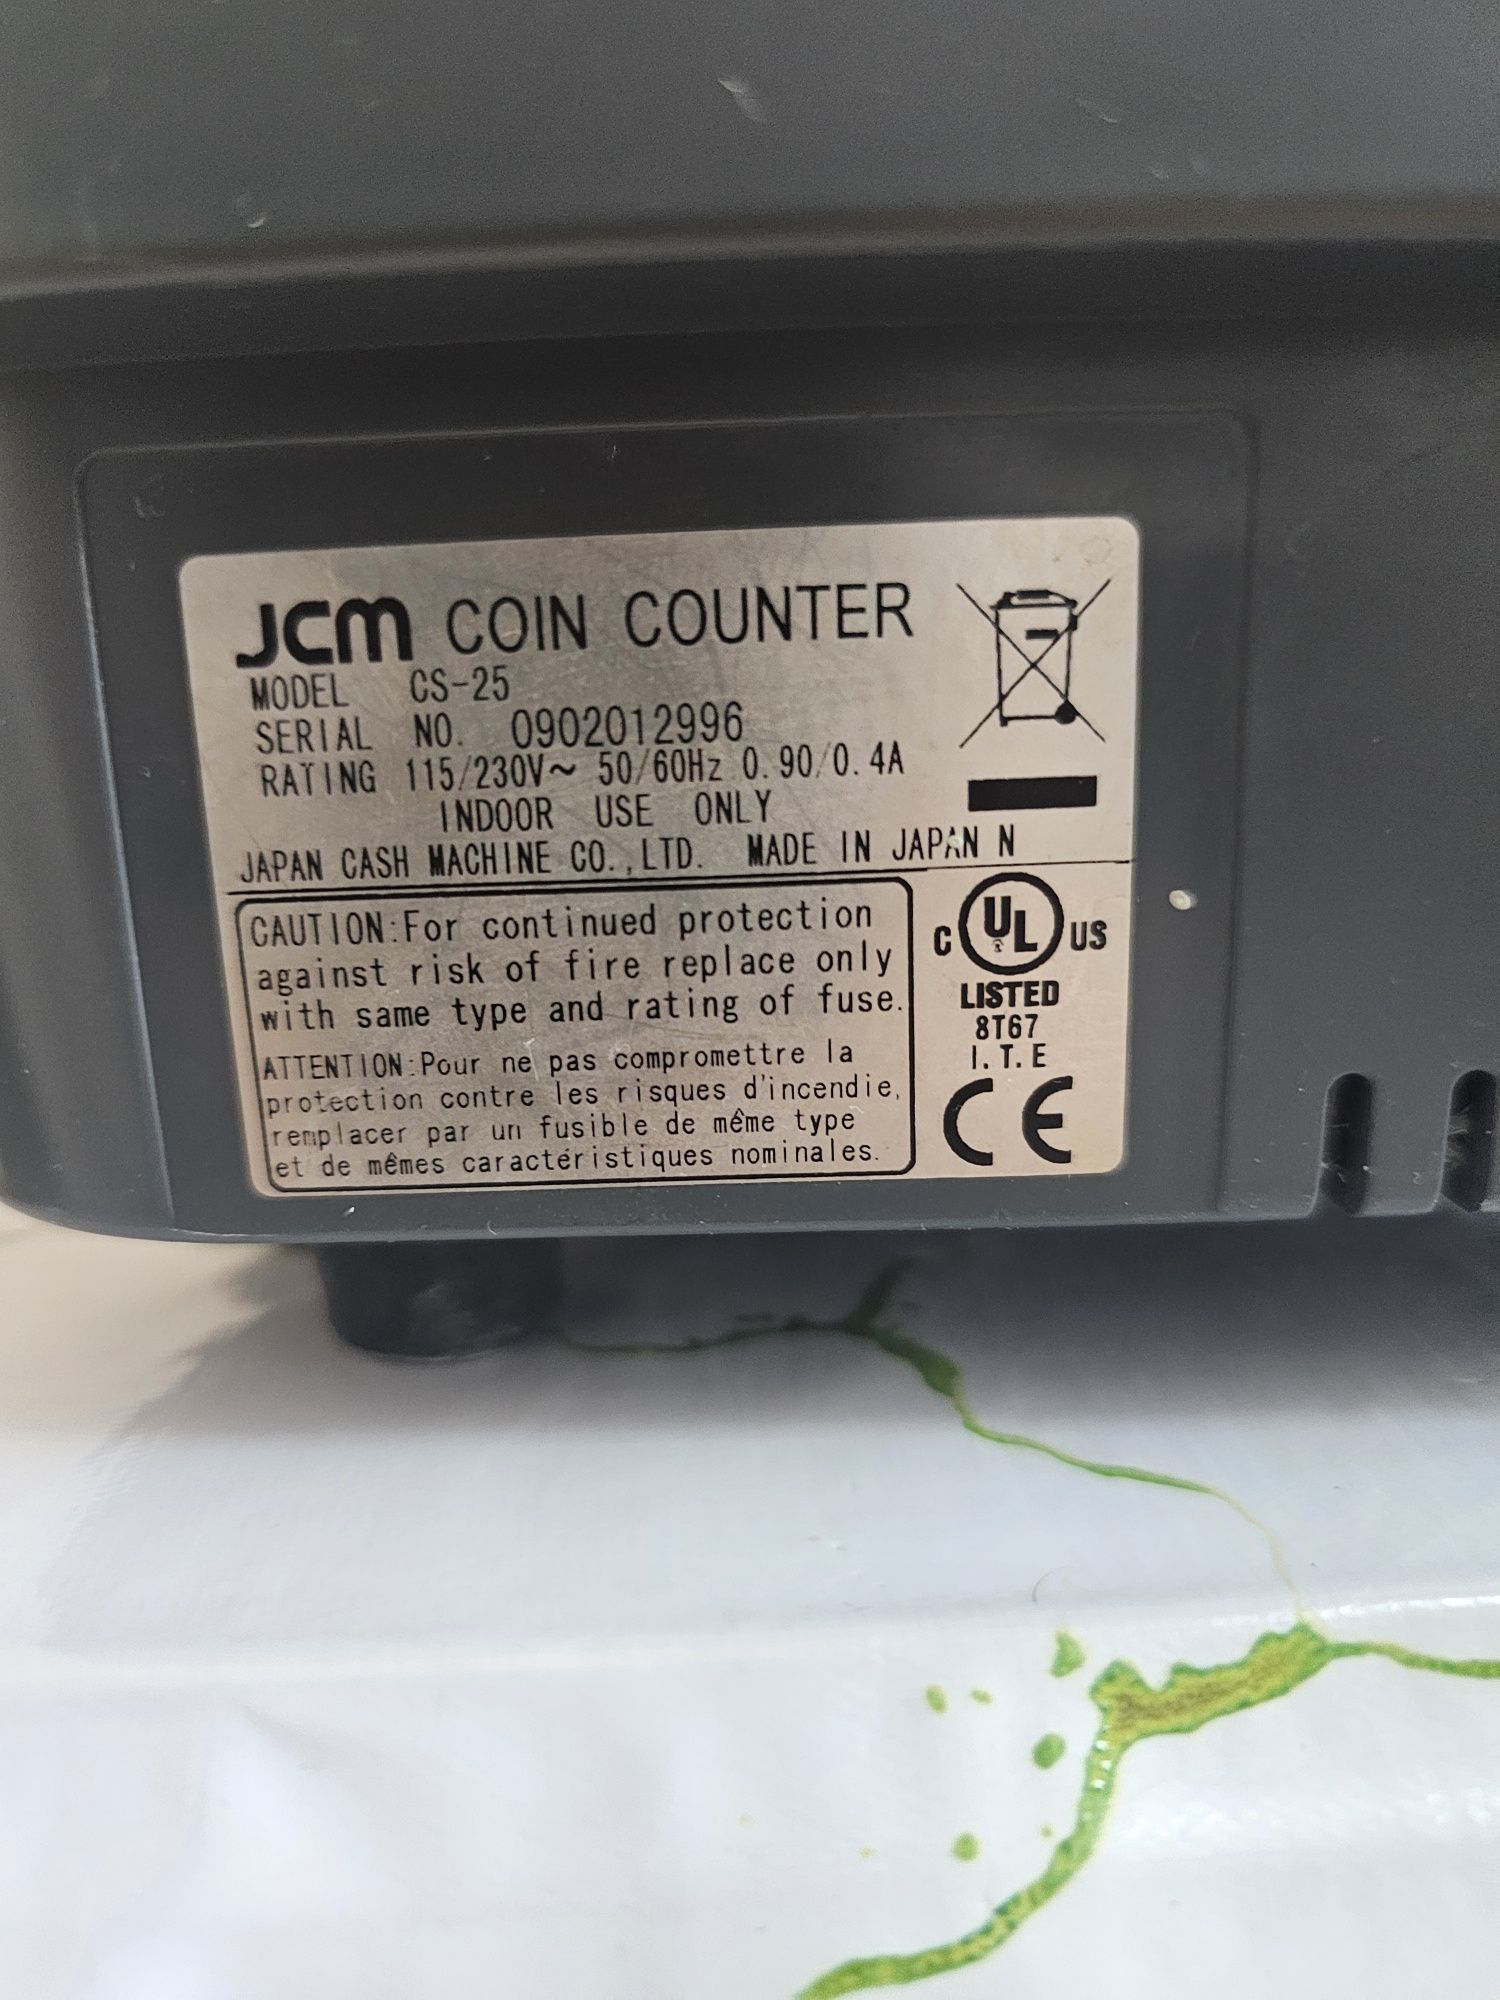 JCM COIN COUNTER
MODEL CS-25
SERIAL NO. 0902012996
RATING 115/230V~ 50/60Hz 0.90/0.4A
INDOOR USE ONLY
JAPAN CASH MACHINE CO.,LTD. MADE IN JAPAN N
CAUTION:For continued protection
against risk of fire replace only
with same type and rating of fuse.
ATTENTION:Pour ne pas compromettre la
protection contre les risques d'incendie,
remplacer par un fusible de même type
et de mêmes caractéristiques nominales.
C UL US
LISTED
8T67
I.T.E
CE